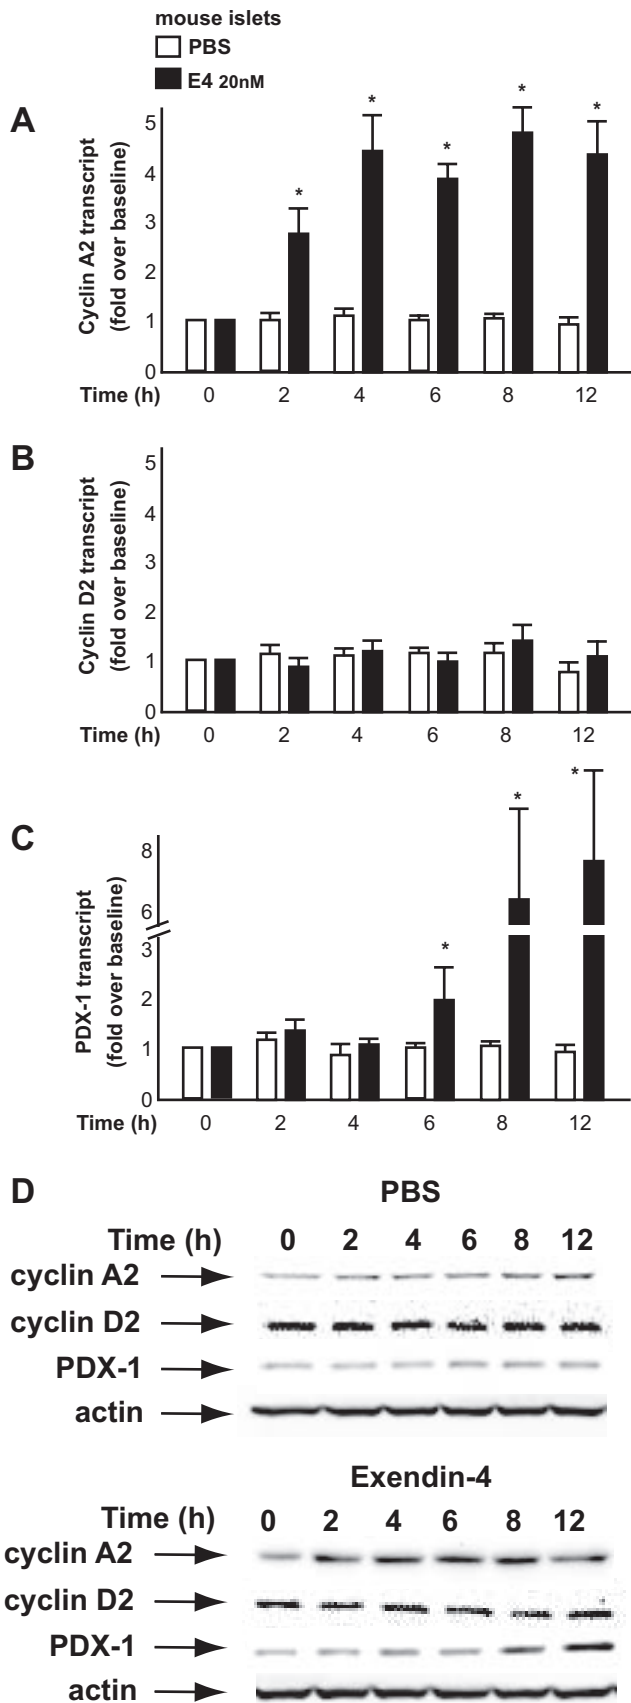 mouse islets
PBS
E4 20nM
A
Cyclin A2 transcript
(fold over baseline)
5
4
3
2
1
0
* * * * *
Time (h) 0 2 4 6 8 12
B
Cyclin D2 transcript
(fold over baseline)
5
4
3
2
1
0
Time (h) 0 2 4 6 8 12
C
PDX-1 transcript
(fold over baseline)
8
6
3
2
1
0
* * *
Time (h) 0 2 4 6 8 12
D
PBS
Time (h) 0 2 4 6 8 12
cyclin A2
cyclin D2
PDX-1
actin
Exendin-4
Time (h) 0 2 4 6 8 12
cyclin A2
cyclin D2
PDX-1
actin